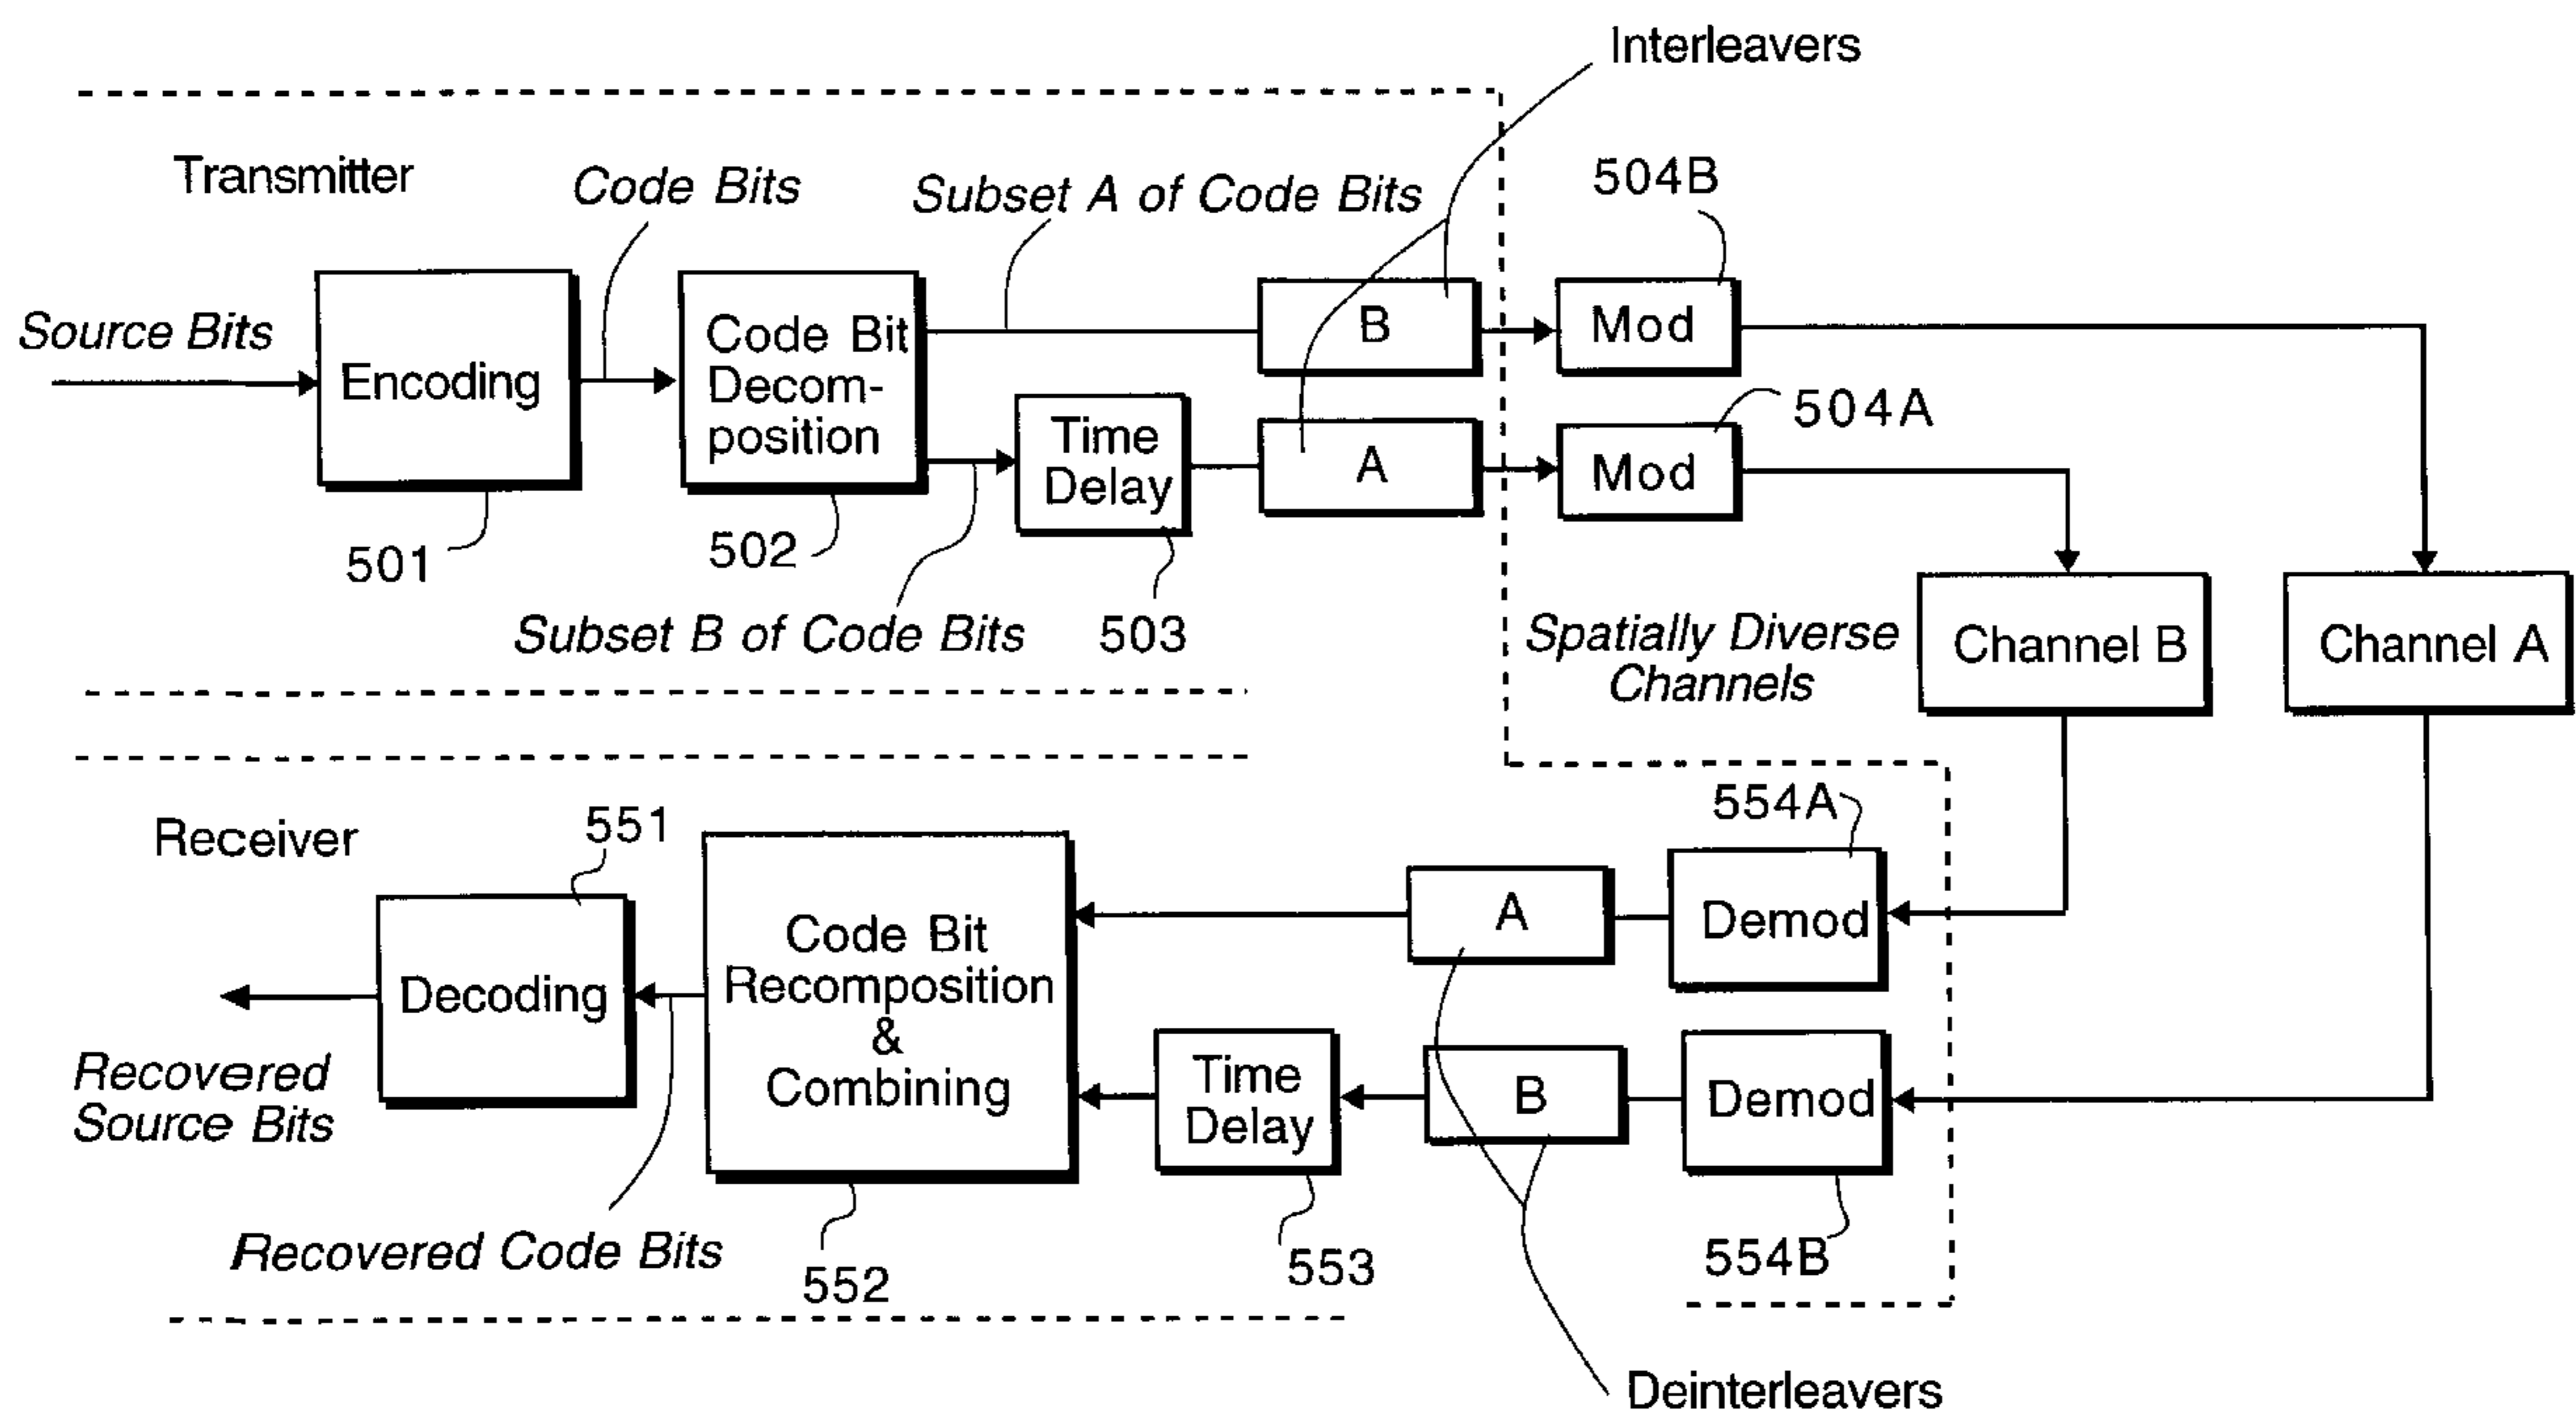 Interleavers
Transmitter
Code Bits
Subset A of Code Bits
504B
Source Bits
Encoding
Code Bit
Decom-
position
B
Mod
Time
Delay
A
Mod
504A
501
502
Subset B of Code Bits
503
Spatially Diverse
Channels
Channel B
Channel A
Receiver
551
554A
Decoding
Code Bit
Recomposition
&
Combining
A
Demod
Time
Delay
B
Demod
Recovered
Source Bits
Recovered Code Bits
552
553
554B
Deinterleavers